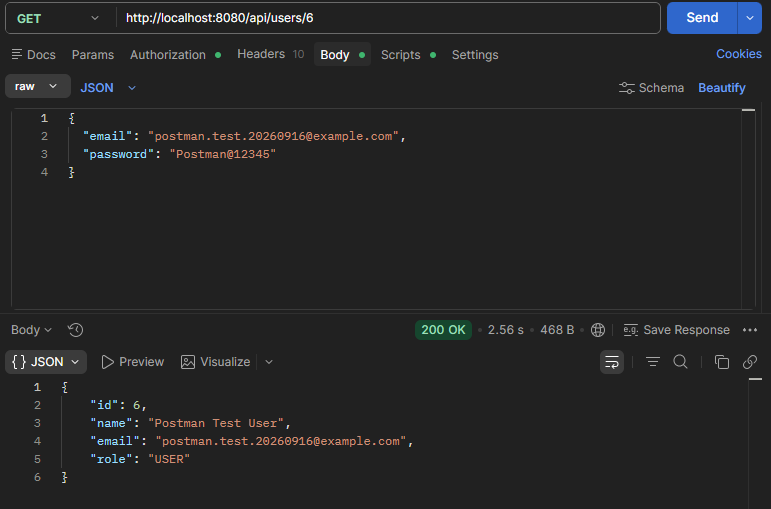 GET http://localhost:8080/api/users/6 Send
Docs Params Authorization Headers 10 Body Scripts Settings Cookies
raw JSON Schema Beautify
1 {
2 "email": "postman.test.20260916@example.com",
3 "password": "Postman@12345"
4 }
Body 200 OK 2.56 s 468 B e.g. Save Response
{} JSON Preview Visualize
1 {
2 "id": 6,
3 "name": "Postman Test User",
4 "email": "postman.test.20260916@example.com",
5 "role": "USER"
6 }